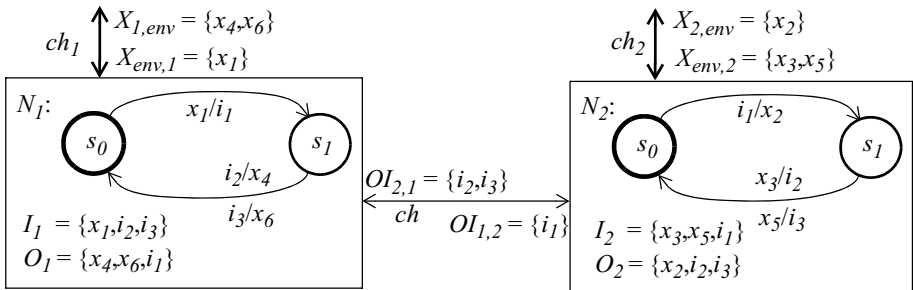 X1,env = {x4,x6}
ch1
Xenv,1 = {x1}
N1:
x1/i1
s0
s1
i2/x4
i3/x6
I1 = {x1,i2,i3}
O1 = {x4,x6,i1}
OI2,1 = {i2,i3}
ch
OI1,2 = {i1}
X2,env = {x2}
ch2
Xenv,2 = {x3,x5}
N2:
i1/x2
s0
s1
x3/i2
x5/i3
I2 = {x3,x5,i1}
O2 = {x2,i2,i3}